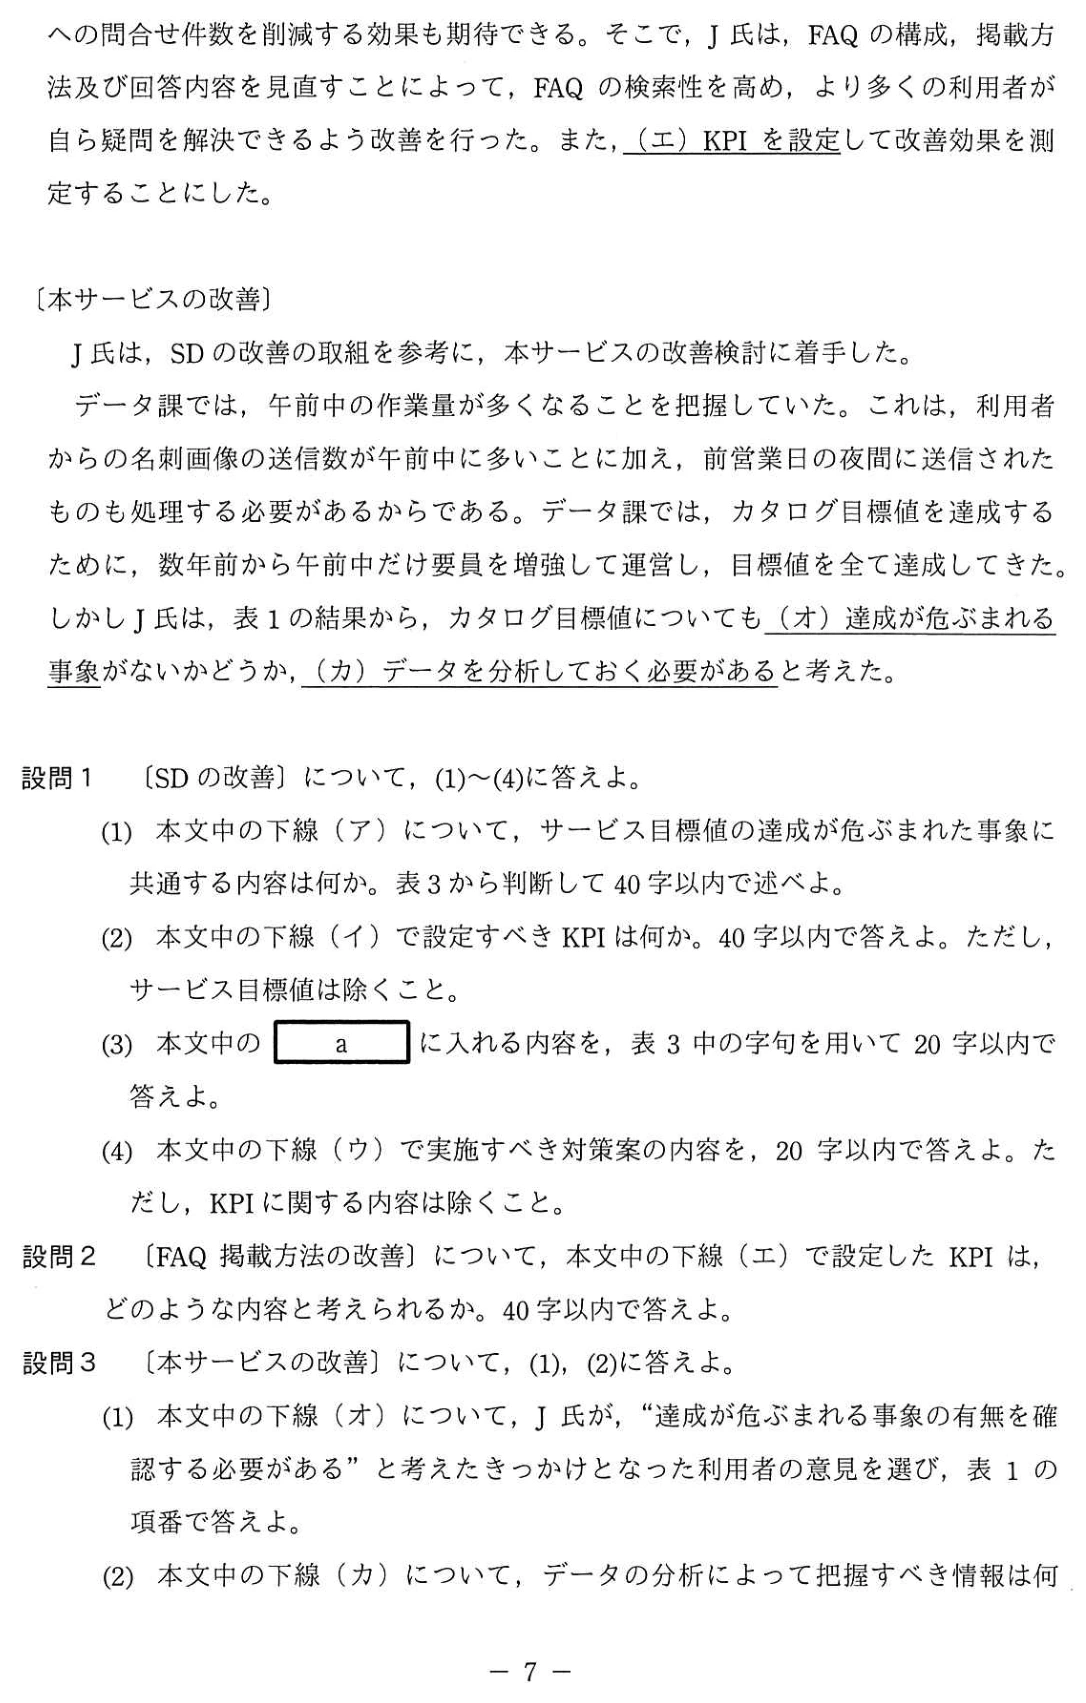 への問合せ件数を削減する効果も期待できる。そこで，J 氏は，FAQ の構成，掲載方
法及び回答内容を見直すことによって，FAQ の検索性を高め，より多くの利用者が
自ら疑問を解決できるよう改善を行った。また，（エ）KPI を設定して改善効果を測
定することにした。
〔本サービスの改善〕
J 氏は，SD の改善の取組を参考に，本サービスの改善検討に着手した。
データ課では，午前中の作業量が多くなることを把握していた。これは，利用者
からの名刺画像の送信数が午前中に多いことに加え，前営業日の夜間に送信された
ものも処理する必要があるからである。データ課では，カタログ目標値を達成する
ために，数年前から午前中だけ要員を増強して運営し，目標値を全て達成してきた。
しかし J 氏は，表 1 の結果から，カタログ目標値についても（オ）達成が危ぶまれる
事象がないかどうか，（カ）データを分析しておく必要があると考えた。
設問１ 〔SD の改善〕について，(1)～(4)に答えよ。
(1) 本文中の下線（ア）について，サービス目標値の達成が危ぶまれた事象に
共通する内容は何か。表 3 から判断して 40 字以内で述べよ。
(2) 本文中の下線（イ）で設定すべき KPI は何か。40 字以内で答えよ。ただし，
サービス目標値は除くこと。
(3) 本文中の a に入れる内容を，表 3 中の字句を用いて 20 字以内で
答えよ。
(4) 本文中の下線（ウ）で実施すべき対策案の内容を，20 字以内で答えよ。た
だし，KPI に関する内容は除くこと。
設問２ 〔FAQ 掲載方法の改善〕について，本文中の下線（エ）で設定した KPI は，
どのような内容と考えられるか。40 字以内で答えよ。
設問３ 〔本サービスの改善〕について，(1)，(2)に答えよ。
(1) 本文中の下線（オ）について，J 氏が，“達成が危ぶまれる事象の有無を確
認する必要がある” と考えたきっかけとなった利用者の意見を選び，表 1 の
項番で答えよ。
(2) 本文中の下線（カ）について，データの分析によって把握すべき情報は何
－ 7 －